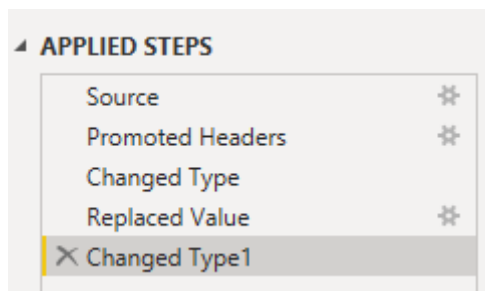 APPLIED STEPS
Source
Promoted Headers
Changed Type
Replaced Value
Changed Type1